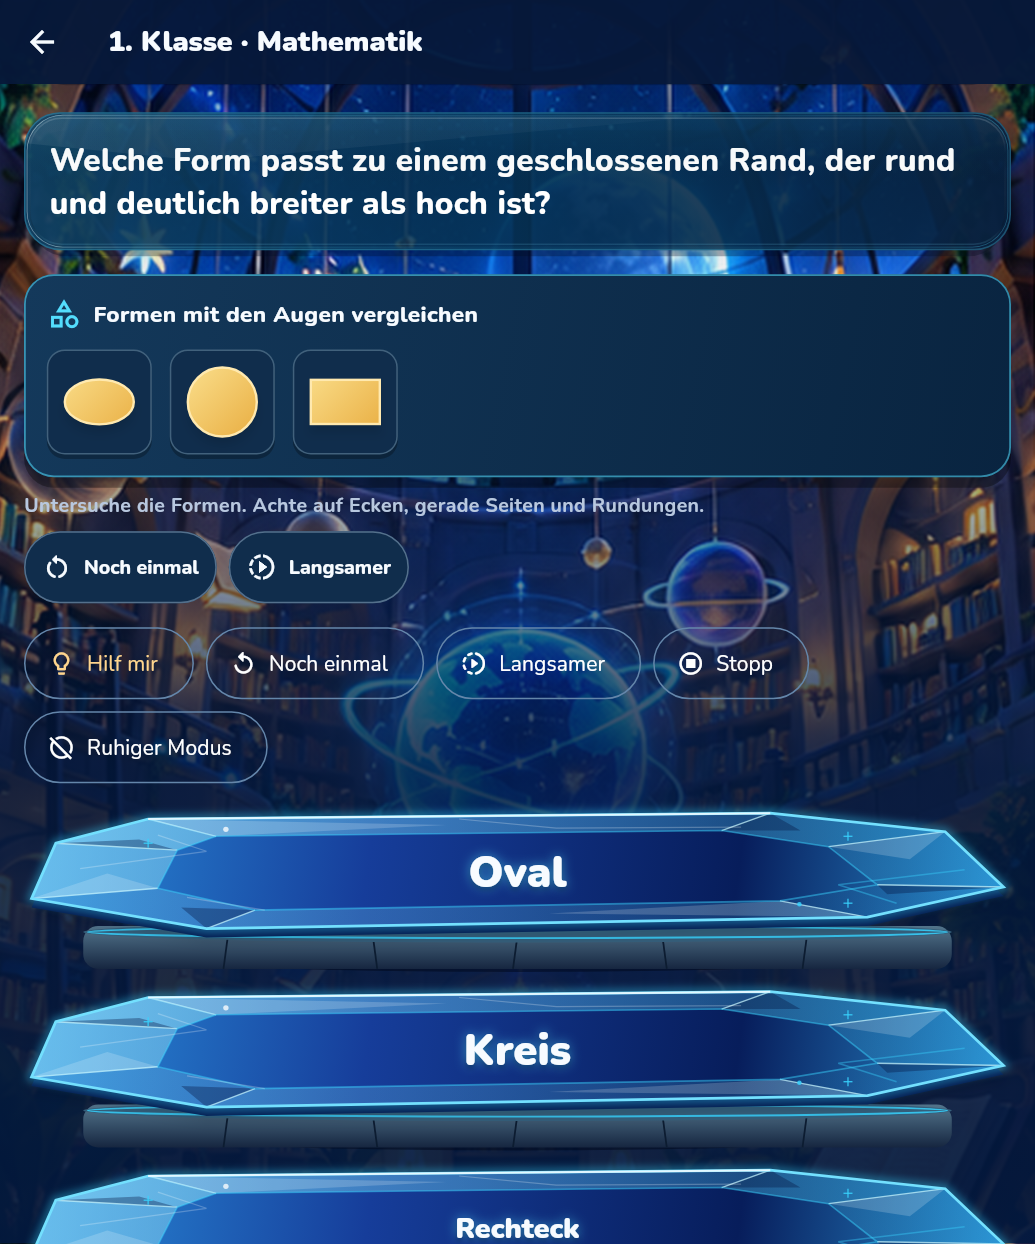 1. Klasse · Mathematik
Welche Form passt zu einem geschlossenen Rand, der rund
und deutlich breiter als hoch ist?
Formen mit den Augen vergleichen
Untersuche die Formen. Achte auf Ecken, gerade Seiten und Rundungen.
Noch einmal Langsamer
Hilf mir Noch einmal Langsamer Stopp
Ruhiger Modus
Oval
Kreis
Rechteck